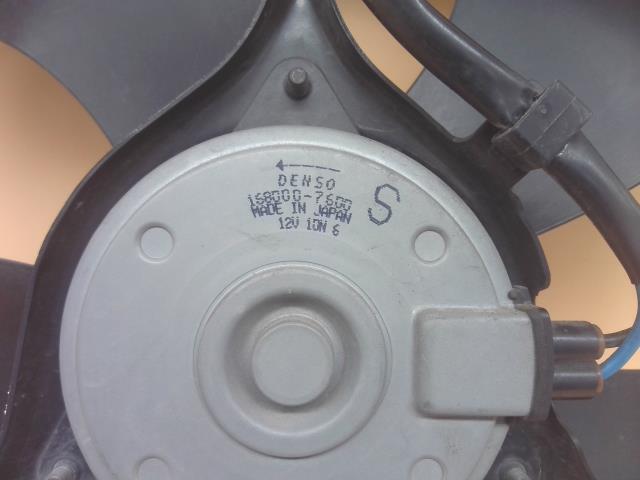 DENSO
168000-7600
MADE IN JAPAN
S
12V 10N 6